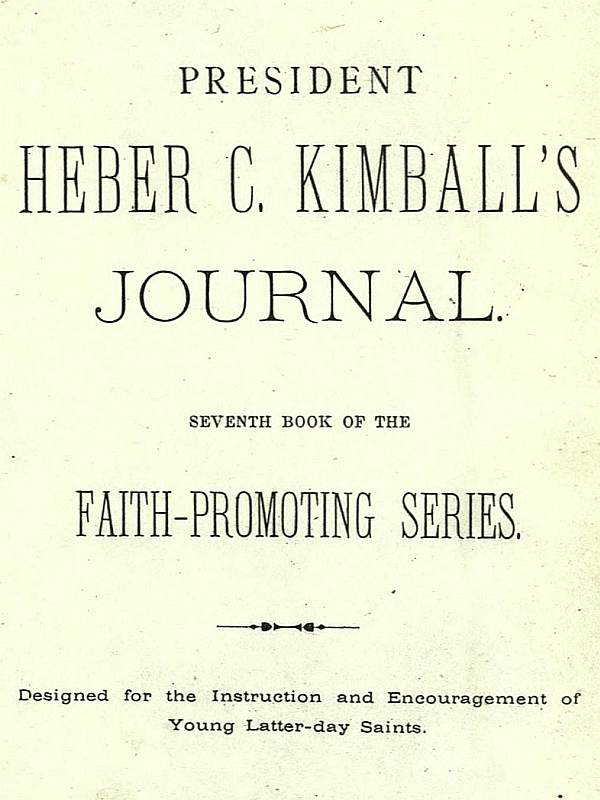 PRESIDENT
HEBER C. KIMBALL'S
JOURNAL.
SEVENTH BOOK OF THE
FAITH-PROMOTING SERIES.
Designed for the Instruction and Encouragement of
Young Latter-day Saints.